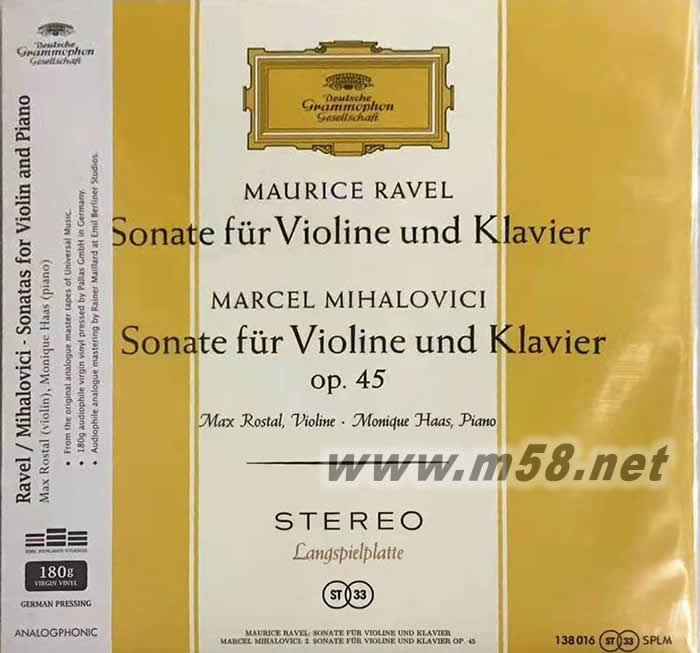 Deutsche
Grammophon
Gesellschaft
Ravel / Mihalovici - Sonatas for Violin and Piano
Max Rostal (violin), Monique Haas (piano)
• From the original analogue master tapes of Universal Music.
• 180g audiophile virgin vinyl pressed by Pallas GmbH in Germany.
• Audiophile analogue mastering by Rainer Maillard at Emil Berliner Studios.
EMIL BERLINER STUDIOS
180g
VIRGIN VINYL
GERMAN PRESSING
ANALOGPHONIC
Deutsche
Grammophon
Gesellschaft
MAURICE RAVEL
Sonate für Violine und Klavier
MARCEL MIHALOVICI
Sonate für Violine und Klavier
op. 45
Max Rostal, Violine · Monique Haas, Piano
www.m58.net
STEREO
Langspielplatte
ST 33
MAURICE RAVEL: SONATE FÜR VIOLINE UND KLAVIER
MARCEL MIHALOVICI: 2. SONATE FÜR VIOLINE UND KLAVIER OP. 45
138 016 ST 33 SPLM